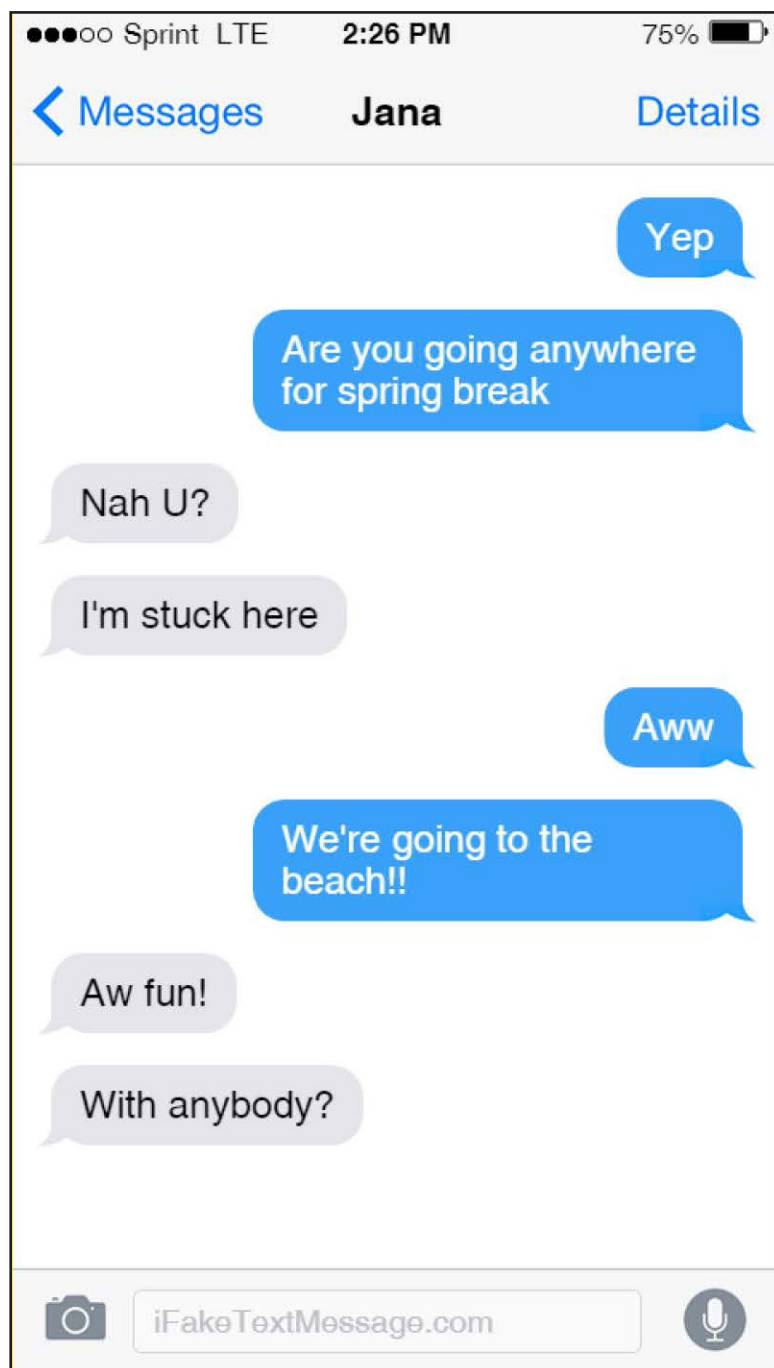 Sprint LTE 2:26 PM 75%
Messages Jana Details
Yep
Are you going anywhere
for spring break
Nah U?
I'm stuck here
Aww
We're going to the
beach!!
Aw fun!
With anybody?
iFakeTextMessage.com